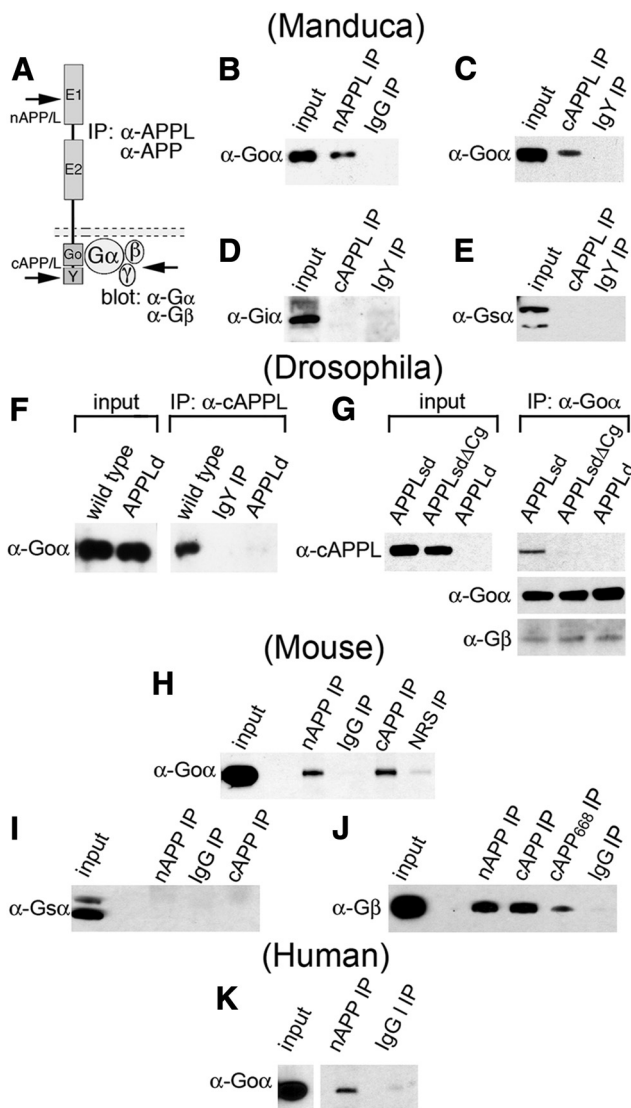 (Manduca)
A
E1
nAPP/L
IP: α-APPL
α-APP
E2
Go
Gα
β
γ
cAPP/L
Y
blot: α-Gα
α-Gβ
B
input
nAPPL IP
IgG IP
α-Goα
C
input
cAPPL IP
IgY IP
α-Goα
D
input
cAPPL IP
IgY IP
α-Giα
E
input
cAPPL IP
IgY IP
α-Gsα
(Drosophila)
F
input
IP: α-cAPPL
wild type
APPLd
wild type
IgY IP
APPLd
α-Goα
G
input
IP: α-Goα
APPLsd
APPLsdΔCg
APPLd
APPLsd
APPLsdΔCg
APPLd
α-cAPPL
α-Goα
α-Gβ
(Mouse)
H
input
nAPP IP
IgG IP
cAPP IP
NRS IP
α-Goα
I
input
nAPP IP
IgG IP
cAPP IP
α-Gsα
J
input
nAPP IP
cAPP IP
cAPP668 IP
IgG IP
α-Gβ
(Human)
K
input
nAPP IP
IgG I IP
α-Goα